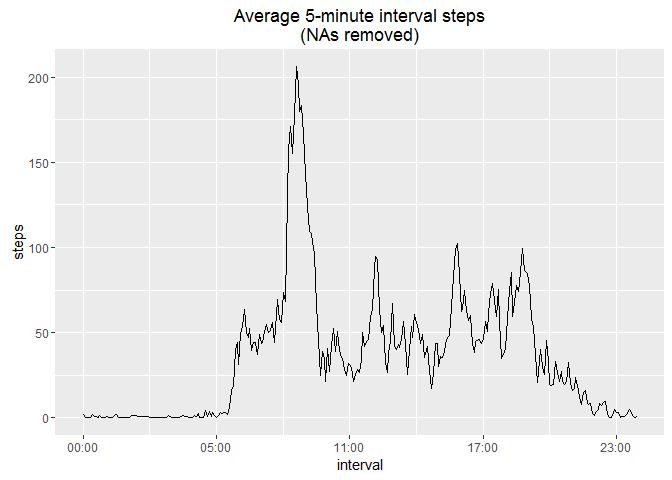 Average 5-minute interval steps
(NAs removed)
200
150
100
50
0
steps
00:00
05:00
11:00
17:00
23:00
interval